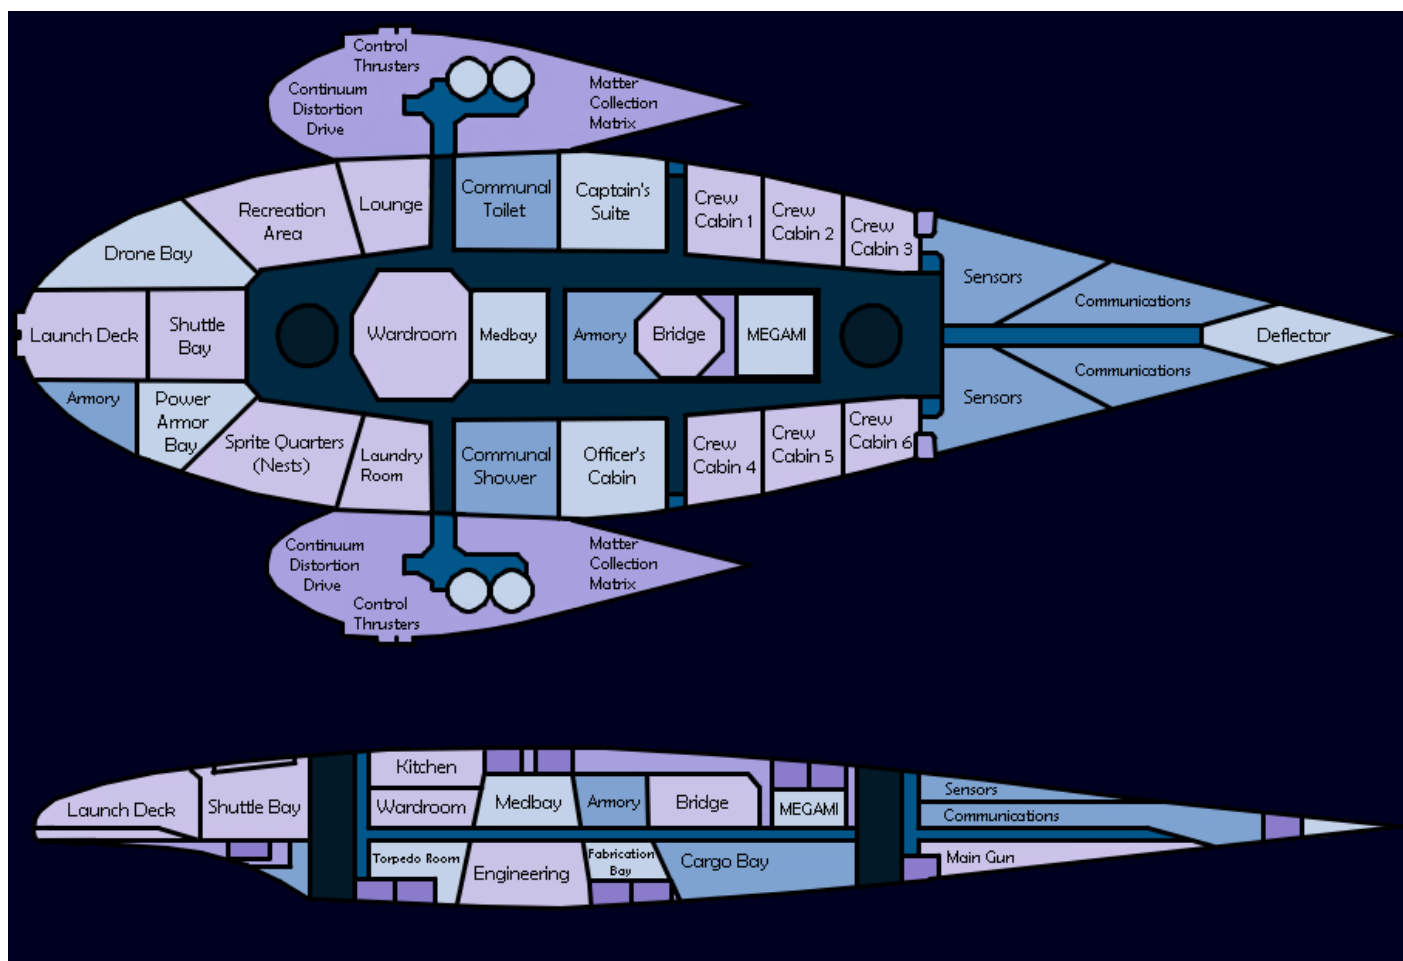 Control
Thrusters
Continuum
Distortion
Drive
Matter
Collection
Matrix
Recreation
Area
Lounge
Communal
Toilet
Captain's
Suite
Crew
Cabin 1
Crew
Cabin 2
Crew
Cabin 3
Drone Bay
Sensors
Communications
Launch Deck
Shuttle
Bay
Wardroom
Medbay
Armory
Bridge
MEGAMI
Deflector
Communications
Sensors
Armory
Power
Armor
Bay
Sprite Quarters
(Nests)
Laundry
Room
Communal
Shower
Officer's
Cabin
Crew
Cabin 4
Crew
Cabin 5
Crew
Cabin 6
Continuum
Distortion
Drive
Control
Thrusters
Matter
Collection
Matrix
Kitchen
Launch Deck
Shuttle Bay
Wardroom
Medbay
Armory
Bridge
MEGAMI
Sensors
Communications
Torpedo Room
Engineering
Fabrication
Bay
Cargo Bay
Main Gun